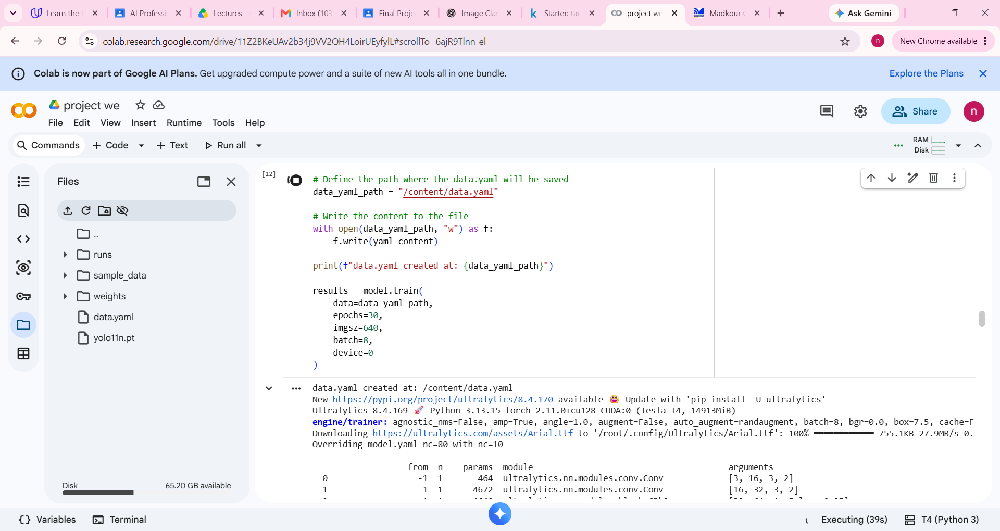 Learn the L
AI Professi
Lectures -
Inbox (103
Final Proje
Image Clas
Starter: tac
project we
Madkour C
Ask Gemini
colab.research.google.com/drive/11Z2BKeUAv2b34j9VV2QH4LoirUEyfylL#scrollTo=6ajR9Tlnn_el
n
New Chrome available
Colab is now part of Google AI Plans. Get upgraded compute power and a suite of new AI tools all in one bundle.
Explore the Plans
project we
Share
n
File Edit View Insert Runtime Tools Help
Commands + Code + Text Run all
RAM
Disk
Files
..
runs
sample_data
weights
data.yaml
yolo11n.pt
Disk 65.20 GB available
[12]
# Define the path where the data.yaml will be saved
data_yaml_path = "/content/data.yaml"
# Write the content to the file
with open(data_yaml_path, "w") as f:
f.write(yaml_content)
print(f"data.yaml created at: {data_yaml_path}")
results = model.train(
data=data_yaml_path,
epochs=30,
imgsz=640,
batch=8,
device=0
)
data.yaml created at: /content/data.yaml
New https://pypi.org/project/ultralytics/8.4.170 available 😃 Update with 'pip install -U ultralytics'
Ultralytics 8.4.169 🚀 Python-3.13.15 torch-2.11.0+cu128 CUDA:0 (Tesla T4, 14913MiB)
engine/trainer: agnostic_nms=False, amp=True, angle=1.0, augment=False, auto_augment=randaugment, batch=8, bgr=0.0, box=7.5, cache=F
Downloading https://ultralytics.com/assets/Arial.ttf to '/root/.config/Ultralytics/Arial.ttf': 100% ━━━━━━━━━━━━ 755.1KB 27.9MB/s 0.
Overriding model.yaml nc=80 with nc=10
from n params module arguments
0 -1 1 464 ultralytics.nn.modules.conv.Conv [3, 16, 3, 2]
1 -1 1 4672 ultralytics.nn.modules.conv.Conv [16, 32, 3, 2]
Variables
Terminal
Executing (39s)
T4 (Python 3)